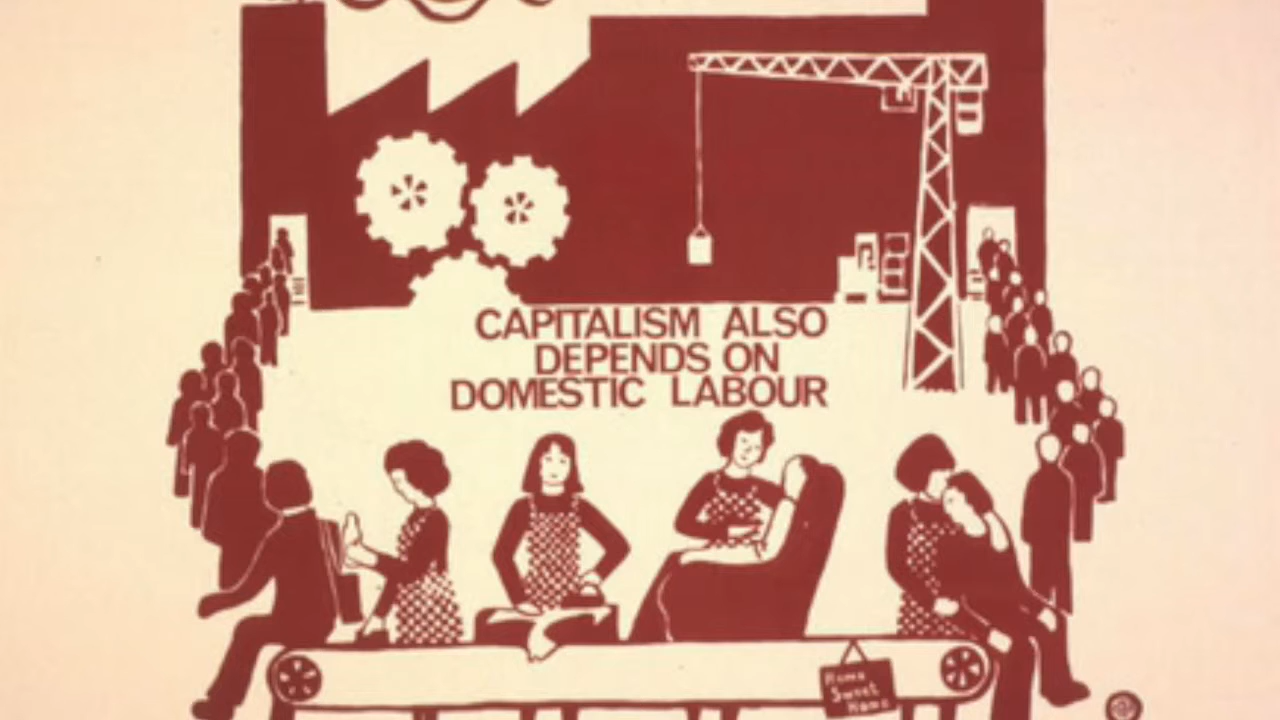 CAPITALISM ALSO
DEPENDS ON
DOMESTIC LABOUR
Home
Sweet
Home